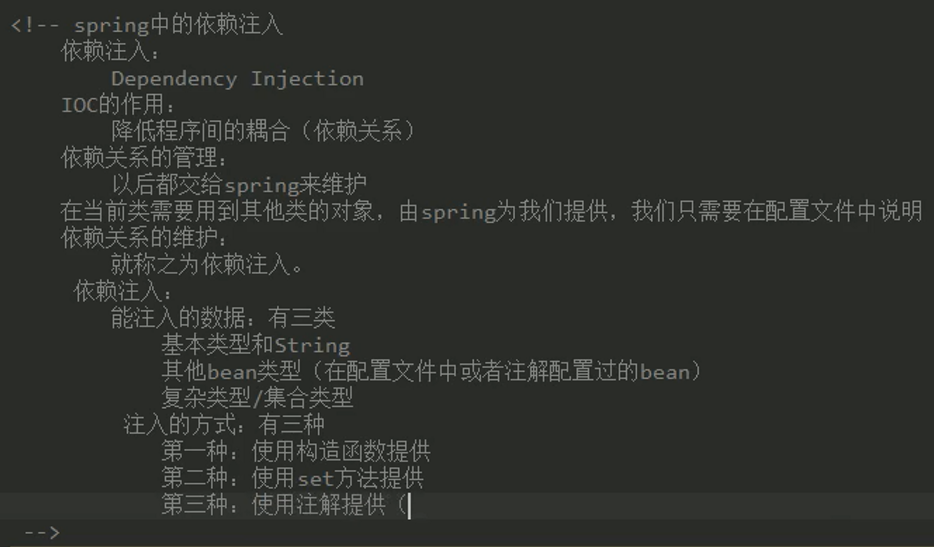 <!-- spring中的依赖注入
依赖注入：
Dependency Injection
IOC的作用：
降低程序间的耦合（依赖关系）
依赖关系的管理：
以后都交给spring来维护
在当前类需要用到其他类的对象，由spring为我们提供，我们只需要在配置文件中说明
依赖关系的维护：
就称之为依赖注入。
依赖注入：
能注入的数据：有三类
基本类型和String
其他bean类型（在配置文件中或者注解配置过的bean）
复杂类型/集合类型
注入的方式：有三种
第一种：使用构造函数提供
第二种：使用set方法提供
第三种：使用注解提供（
-->